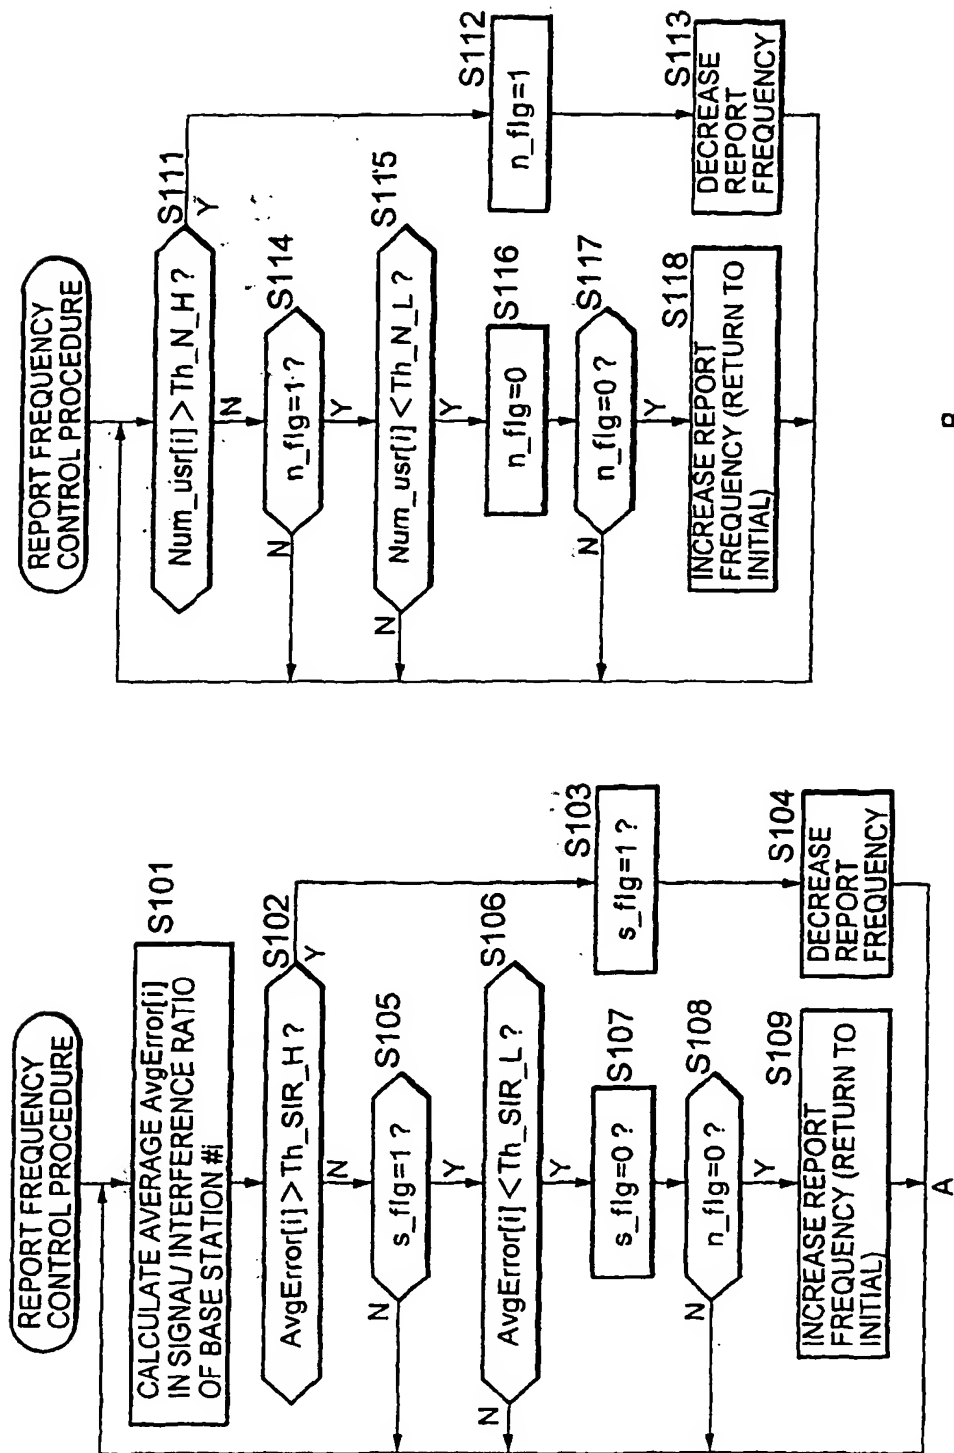 REPORT FREQUENCY
CONTROL PROCEDURE
CALCULATE AVERAGE AvgError[i]
IN SIGNAL/ INTERFERENCE RATIO
OF BASE STATION #i
S101
AvgError[i] > Th_SIR_H ?
S102
Y
N
s_flg=1 ?
S103
DECREASE
REPORT
FREQUENCY
S104
s_flg=1 ?
S105
N
Y
AvgError[i] < Th_SIR_L ?
S106
N
Y
s_flg=0 ?
S107
n_flg=0 ?
S108
N
Y
INCREASE REPORT
FREQUENCY (RETURN TO
INITIAL)
S109
A
REPORT FREQUENCY
CONTROL PROCEDURE
Num_usr[i] > Th_N_H ?
S111
Y
N
n_flg=1
S112
DECREASE
REPORT
FREQUENCY
S113
n_flg=1 ?
S114
N
Y
Num_usr[i] < Th_N_L ?
S115
N
Y
n_flg=0
S116
n_flg=0 ?
S117
N
Y
INCREASE REPORT
FREQUENCY (RETURN TO
INITIAL)
S118